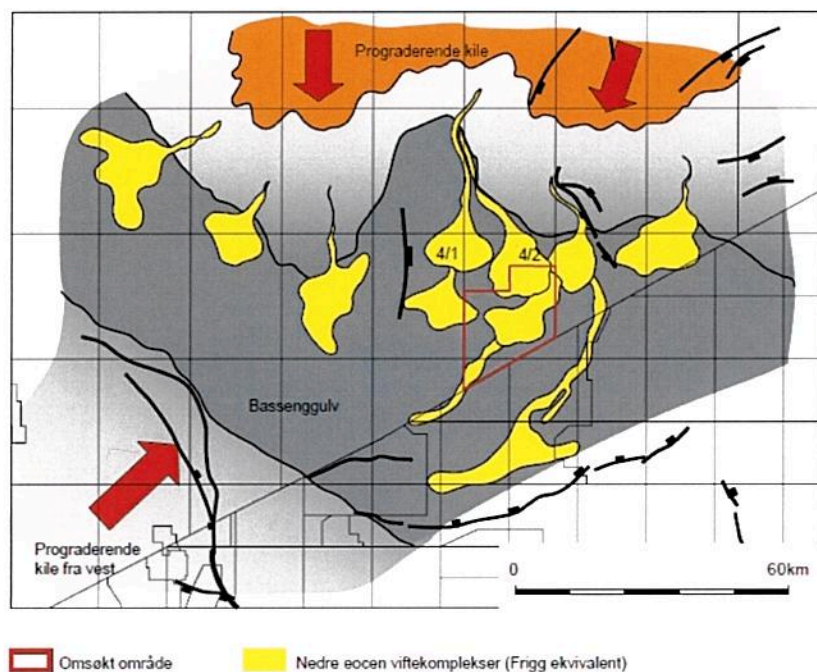 Prograderende kile
4/1
4/2
Bassenggulv
Prograderende
kile fra vest
0
60km
Omsøkt område
Nedre eocen viftekomplekser (Frigg ekvivalent)